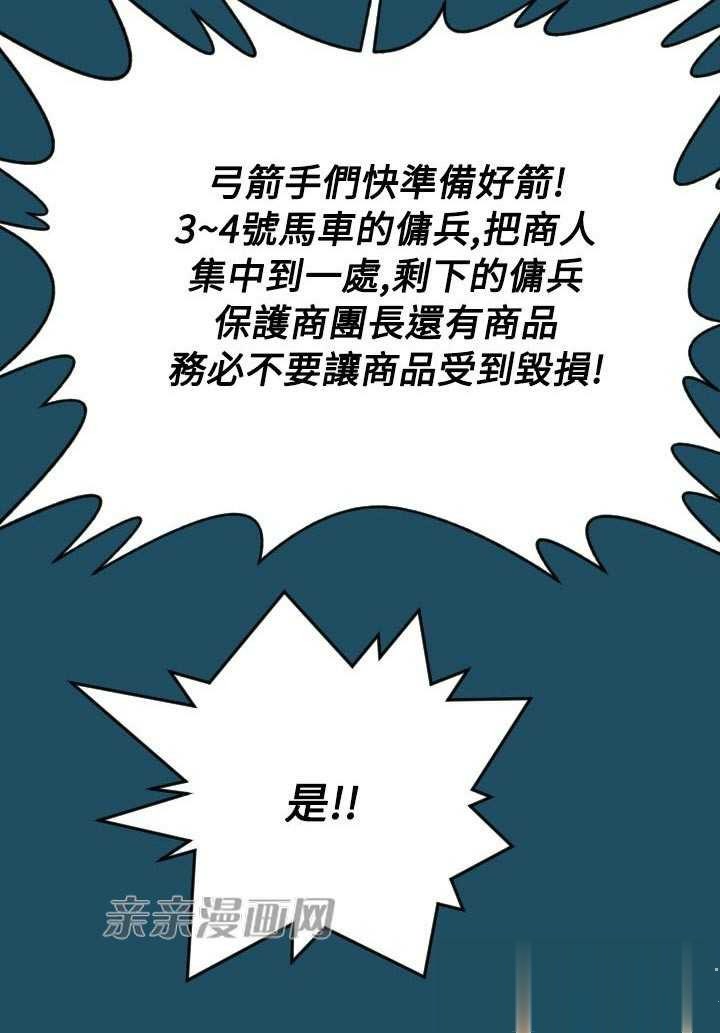 弓箭手們快準備好箭!
3~4號馬車的傭兵,把商人
集中到一處,剩下的傭兵
保護商團長還有商品
務必不要讓商品受到毀損!
是!!
亲亲漫画网